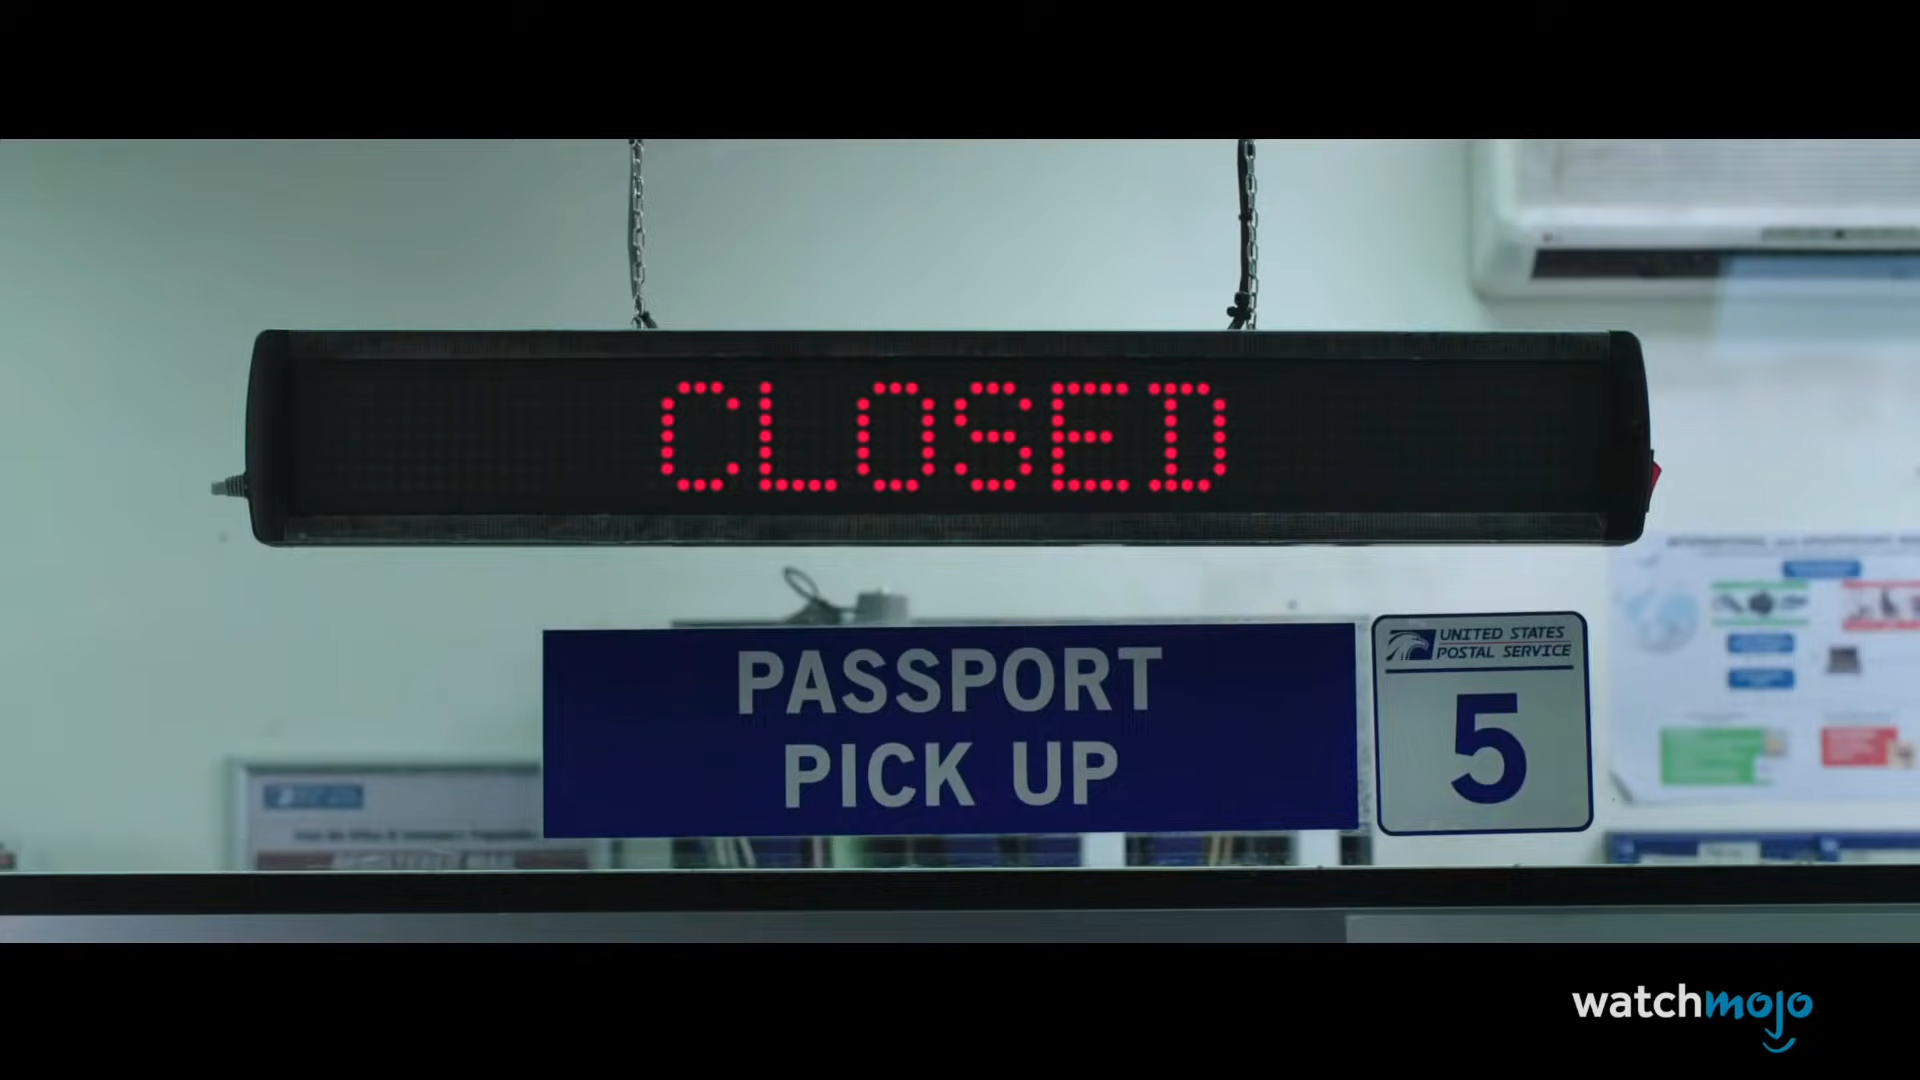 CLOSED
PASSPORT
PICK UP
UNITED STATES
POSTAL SERVICE
5
watchmojo